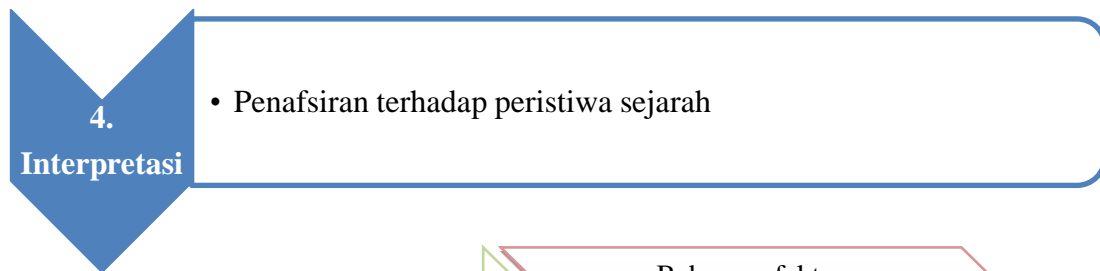 4.
Interpretasi
• Penafsiran terhadap peristiwa sejarah